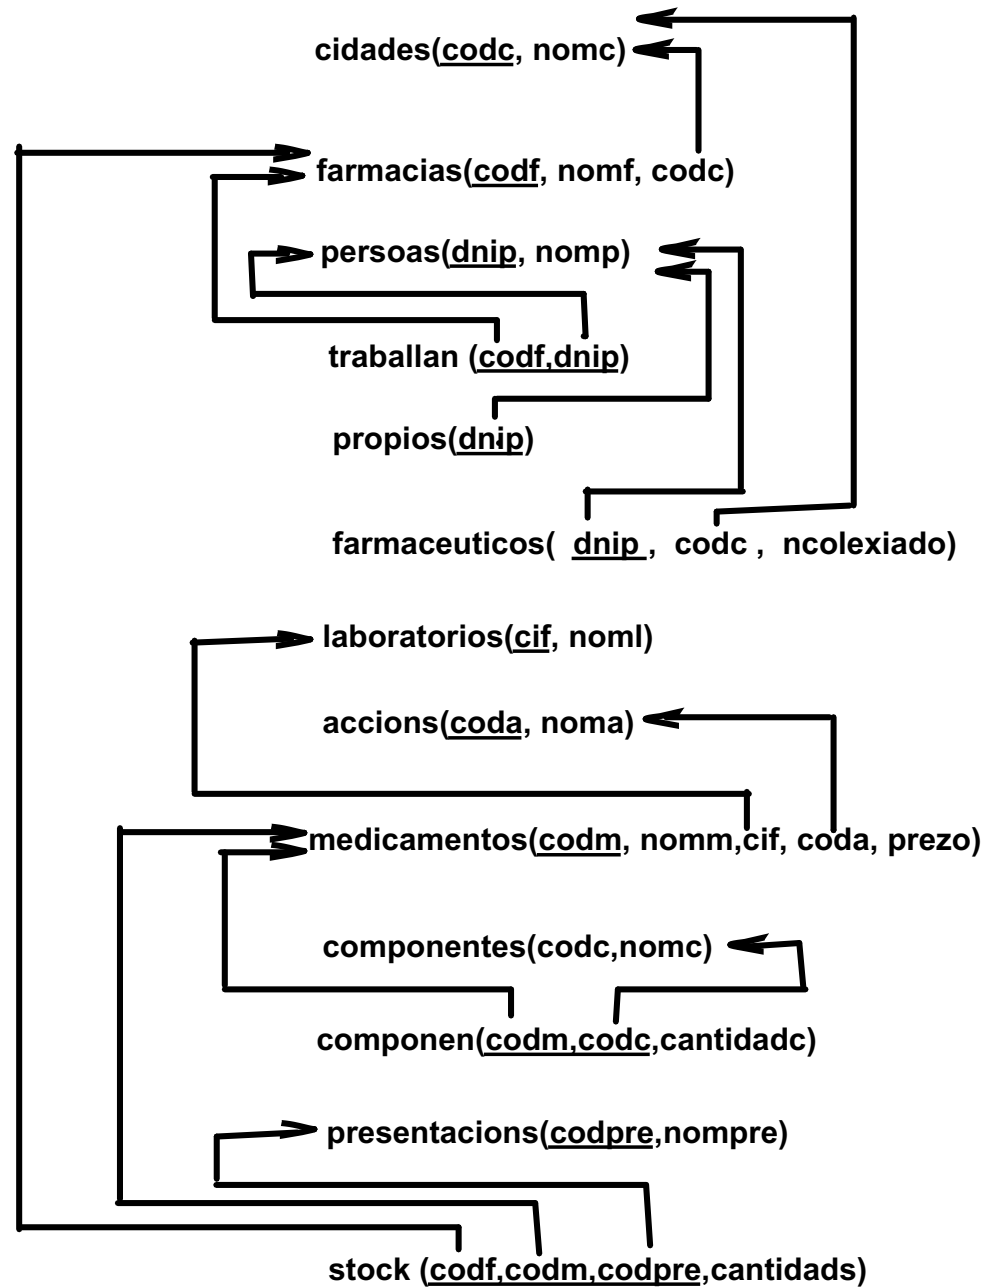 cidades(codc, nomc)
farmacias(codf, nomf, codc)
persoas(dnip, nomp)
traballan (codf,dnip)
propios(dnip)
farmaceuticos( dnip , codc , ncolexiado)
laboratorios(cif, noml)
accions(coda, noma)
medicamentos(codm, nomm,cif, coda, prezo)
componentes(codc,nomc)
componen(codm,codc,cantidadc)
presentacions(codpre,nompre)
stock (codf,codm,codpre,cantidads)